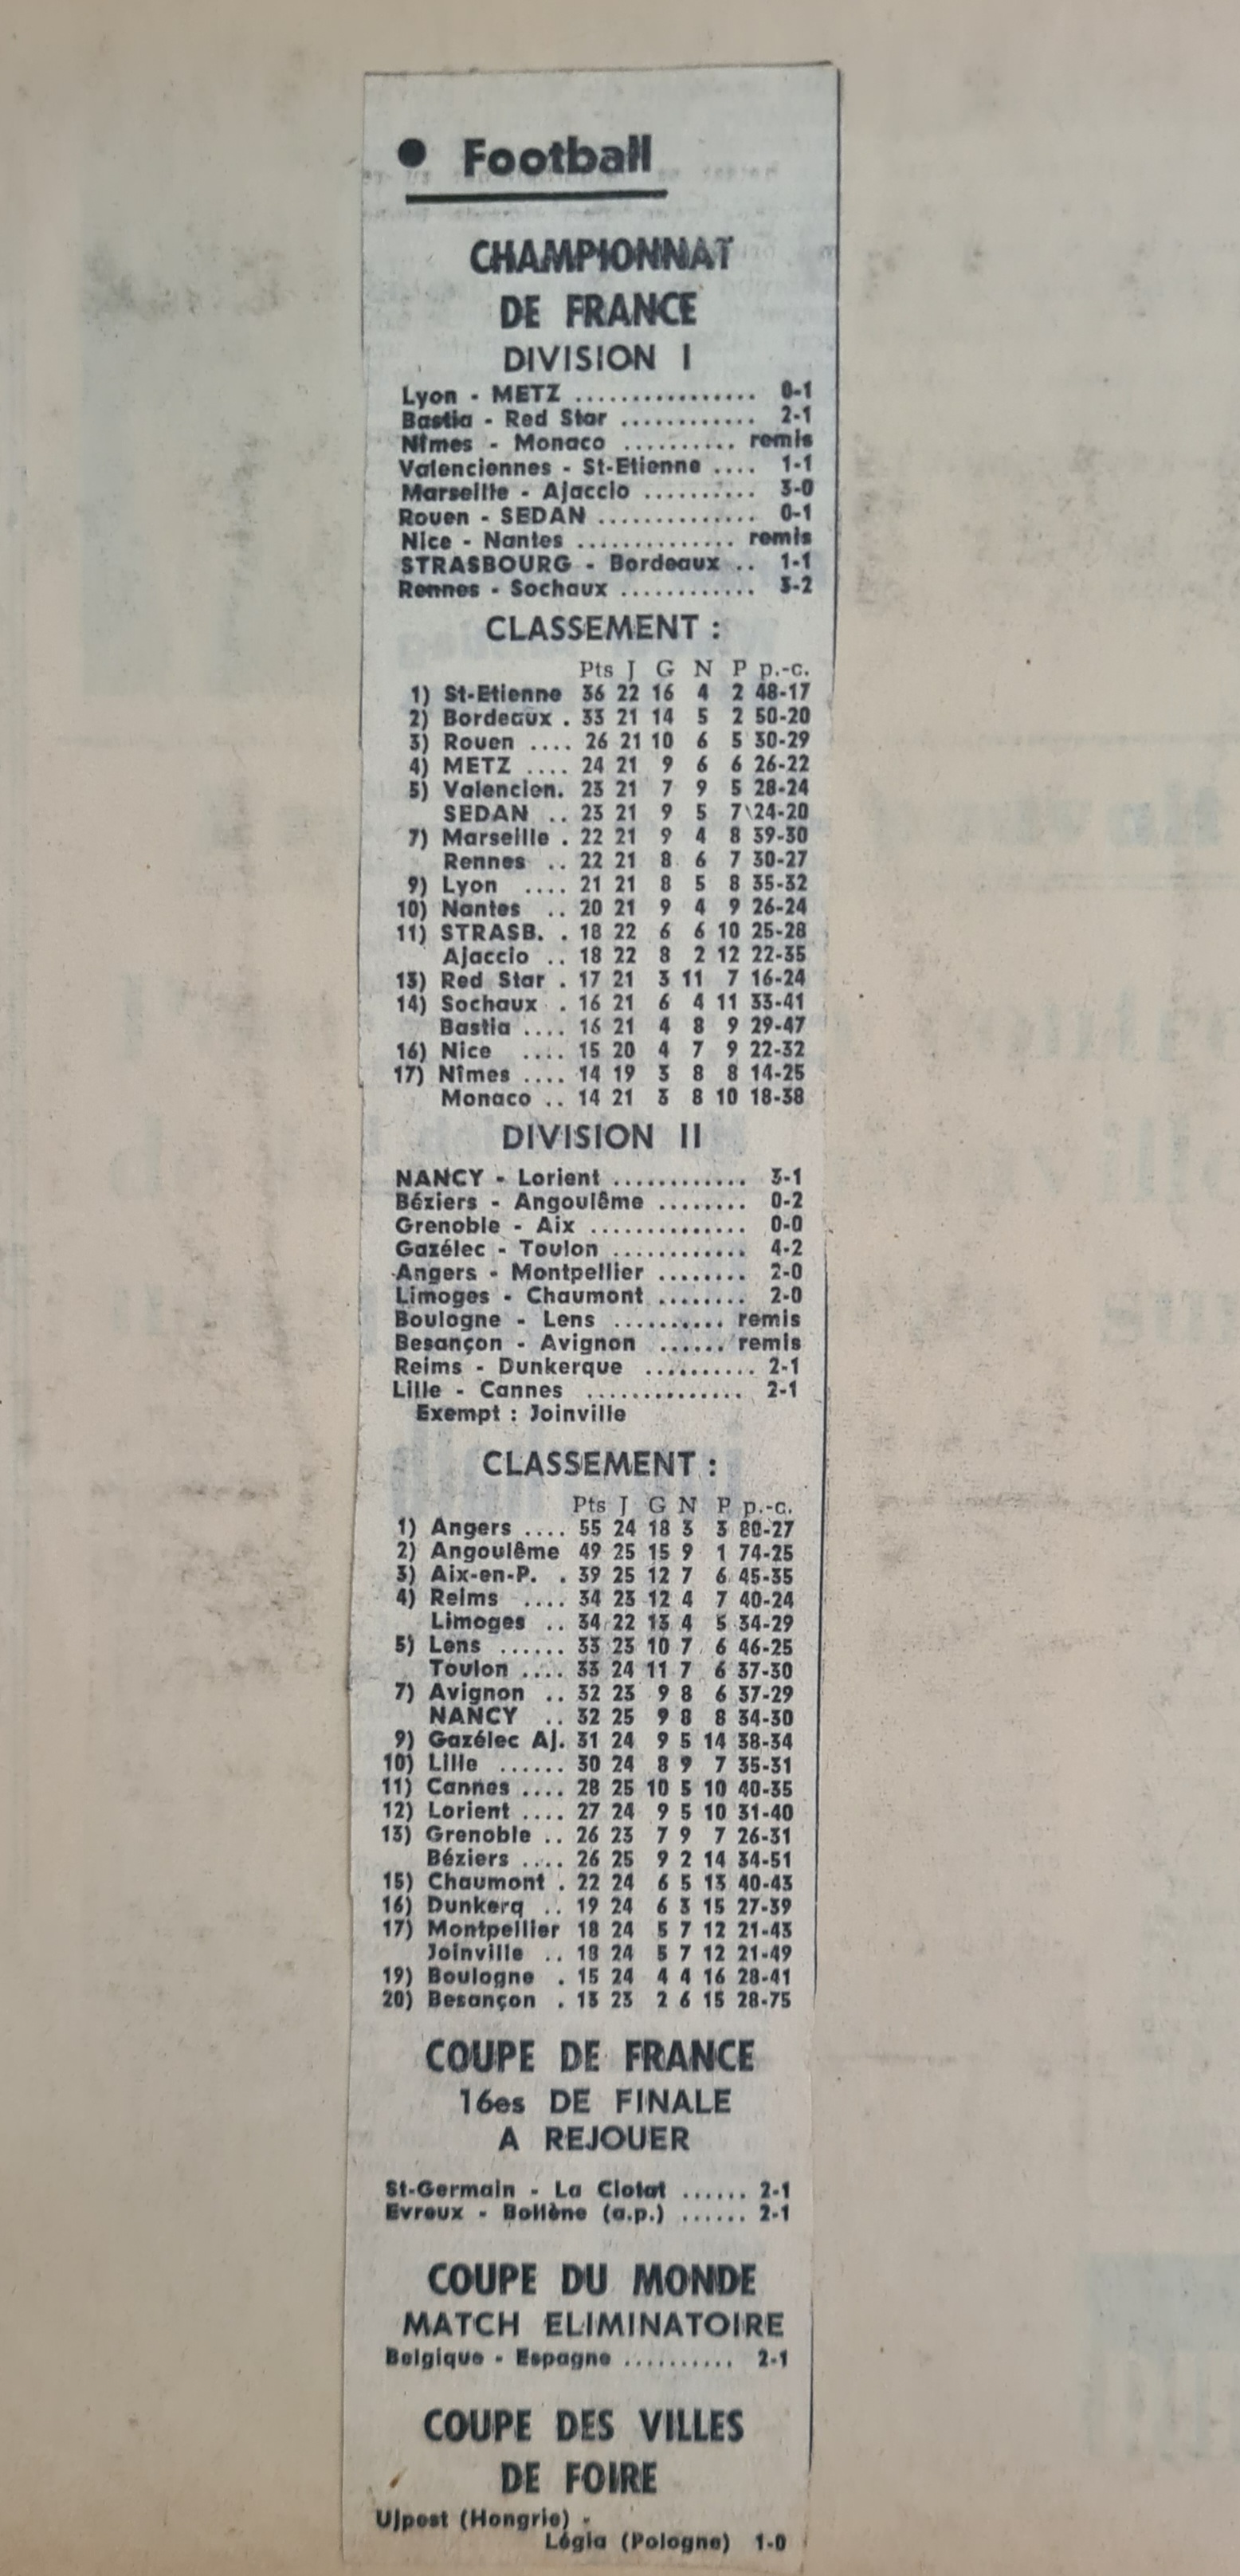 ● Football
CHAMPIONNAT
DE FRANCE
DIVISION I
Lyon - METZ ................ 0-1
Bastia - Red Star ............ 2-1
Nîmes - Monaco .......... remis
Valenciennes - St-Etienne .... 1-1
Marseille - Ajaccio .......... 3-0
Rouen - SEDAN .............. 0-1
Nice - Nantes .............. remis
STRASBOURG - Bordeaux .. 1-1
Rennes - Sochaux ............ 3-2
CLASSEMENT :
Pts J G N P p.-c.
1) St-Etienne 36 22 16 4 2 48-17
2) Bordeaux . 33 21 14 5 2 50-20
3) Rouen .... 26 21 10 6 5 30-29
4) METZ .... 24 21 9 6 6 26-22
5) Valencien. 23 21 7 9 5 28-24
SEDAN .. 23 21 9 5 7 24-20
7) Marseille . 22 21 9 4 8 39-30
Rennes .. 22 21 8 6 7 30-27
9) Lyon .... 21 21 8 5 8 35-32
10) Nantes .. 20 21 9 4 9 26-24
11) STRASB. . 18 22 6 6 10 25-28
Ajaccio .. 18 22 8 2 12 22-35
13) Red Star . 17 21 3 11 7 16-24
14) Sochaux . 16 21 6 4 11 33-41
Bastia .... 16 21 4 8 9 29-47
16) Nice .... 15 20 4 7 9 22-32
17) Nîmes .... 14 19 3 8 8 14-25
Monaco .. 14 21 3 8 10 18-38
DIVISION II
NANCY - Lorient ............ 3-1
Béziers - Angoulême ........ 0-2
Grenoble - Aix .............. 0-0
Gazélec - Toulon ............ 4-2
Angers - Montpellier ........ 2-0
Limoges - Chaumont ........ 2-0
Boulogne - Lens .......... remis
Besançon - Avignon ...... remis
Reims - Dunkerque .......... 2-1
Lille - Cannes .............. 2-1
Exempt : Joinville
CLASSEMENT :
Pts J G N P p.-c.
1) Angers .... 55 24 18 3 3 80-27
2) Angoulême 49 25 15 9 1 74-25
3) Aix-en-P. . 39 25 12 7 6 45-35
4) Reims .... 34 23 12 4 7 40-24
Limoges .. 34 22 13 4 5 34-29
5) Lens ...... 33 23 10 7 6 46-25
Toulon .... 33 24 11 7 6 37-30
7) Avignon .. 32 23 9 8 6 37-29
NANCY .. 32 25 9 8 8 34-30
9) Gazélec Aj. 31 24 9 5 14 38-34
10) Lille ...... 30 24 8 9 7 35-31
11) Cannes .... 28 25 10 5 10 40-35
12) Lorient .... 27 24 9 5 10 31-40
13) Grenoble .. 26 23 7 9 7 26-31
Béziers .... 26 25 9 2 14 34-51
15) Chaumont . 22 24 6 5 13 40-43
16) Dunkerq .. 19 24 6 3 15 27-39
17) Montpellier 18 24 5 7 12 21-43
Joinville .. 18 24 5 7 12 21-49
19) Boulogne . 15 24 4 4 16 28-41
20) Besançon . 13 23 2 6 15 28-75
COUPE DE FRANCE
16es DE FINALE
A REJOUER
St-Germain - La Ciotat ...... 2-1
Evreux - Bollène (a.p.) ...... 2-1
COUPE DU MONDE
MATCH ELIMINATOIRE
Belgique - Espagne .......... 2-1
COUPE DES VILLES
DE FOIRE
Ujpest (Hongrie) -
Légia (Pologne) 1-0